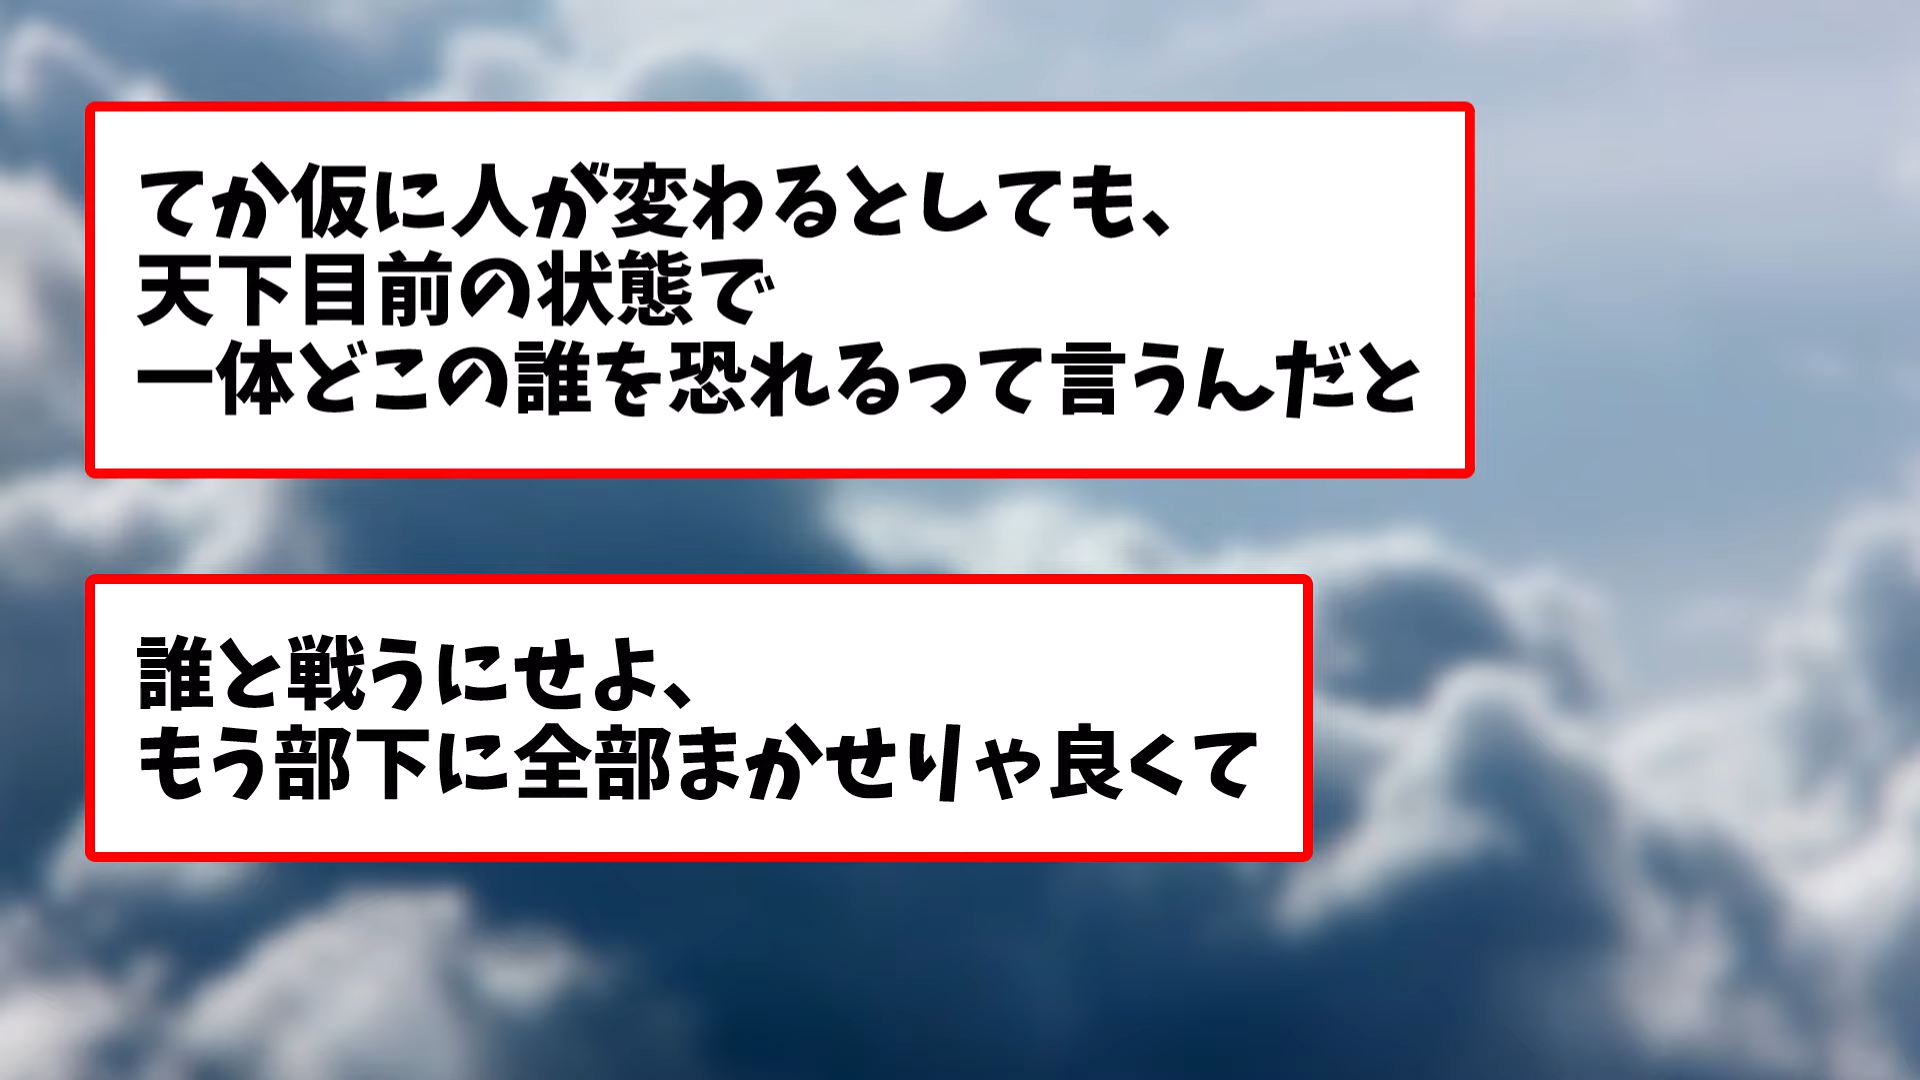 てか仮に人が変わるとしても、
天下目前の状態で
一体どこの誰を恐れるって言うんだと
誰と戦うにせよ、
もう部下に全部まかせりゃ良くて